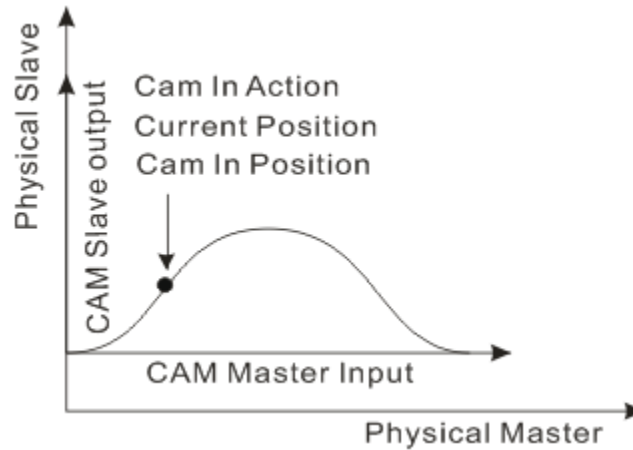 Physical Slave
CAM Slave output
Cam In Action
Current Position
Cam In Position
CAM Master Input
Physical Master